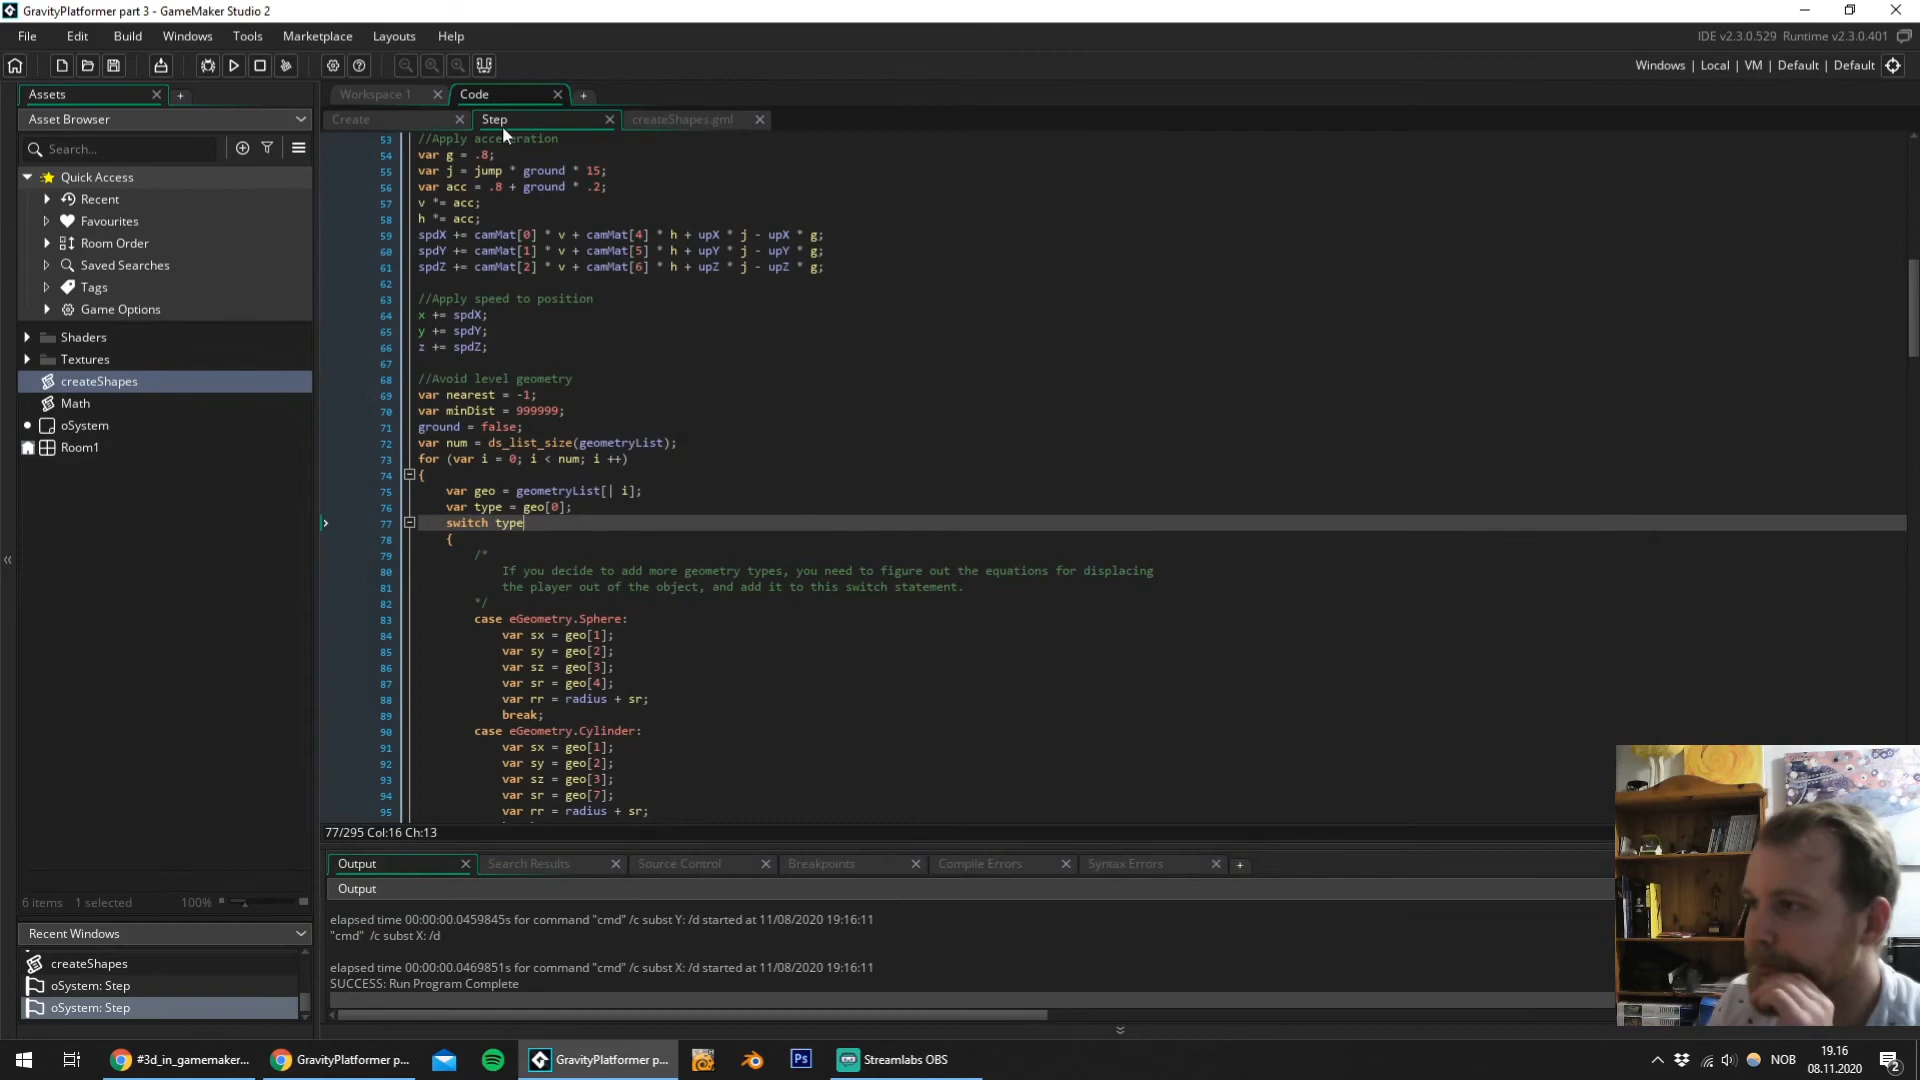 GravityPlatformer part 3 - GameMaker Studio 2
File Edit Build Windows Tools Marketplace Layouts Help
IDE v2.3.0.529 Runtime v2.3.0.401
Windows | Local | VM | Default | Default
Assets
Workspace 1
Code
Asset Browser
Create
Step
createShapes.gml
Search...
Quick Access
Recent
Favourites
Room Order
Saved Searches
Tags
Game Options
Shaders
Textures
createShapes
Math
oSystem
Room1
6 items 1 selected 100%
Recent Windows
createShapes
oSystem: Step
oSystem: Step
53 //Apply acceleration
54 var g = .8;
55 var j = jump * ground * 15;
56 var acc = .8 + ground * .2;
57 v *= acc;
58 h *= acc;
59 spdX += camMat[0] * v + camMat[4] * h + upX * j - upX * g;
60 spdY += camMat[1] * v + camMat[5] * h + upY * j - upY * g;
61 spdZ += camMat[2] * v + camMat[6] * h + upZ * j - upZ * g;
62
63 //Apply speed to position
64 x += spdX;
65 y += spdY;
66 z += spdZ;
67
68 //Avoid level geometry
69 var nearest = -1;
70 var minDist = 999999;
71 ground = false;
72 var num = ds_list_size(geometryList);
73 for (var i = 0; i < num; i ++)
74 {
75 var geo = geometryList[| i];
76 var type = geo[0];
77 switch type
78 {
79 /*
80 If you decide to add more geometry types, you need to figure out the equations for displacing
81 the player out of the object, and add it to this switch statement.
82 */
83 case eGeometry.Sphere:
84 var sx = geo[1];
85 var sy = geo[2];
86 var sz = geo[3];
87 var sr = geo[4];
88 var rr = radius + sr;
89 break;
90 case eGeometry.Cylinder:
91 var sx = geo[1];
92 var sy = geo[2];
93 var sz = geo[3];
94 var sr = geo[7];
95 var rr = radius + sr;
77/295 Col:16 Ch:13
Output
Search Results
Source Control
Breakpoints
Compile Errors
Syntax Errors
Output
elapsed time 00:00:00.0459845s for command "cmd" /c subst Y: /d started at 11/08/2020 19:16:11
"cmd" /c subst X: /d
elapsed time 00:00:00.0469851s for command "cmd" /c subst X: /d started at 11/08/2020 19:16:11
SUCCESS: Run Program Complete
#3d_in_gamemaker...
GravityPlatformer p...
GravityPlatformer p...
Ps
Streamlabs OBS
NOB
19.16
08.11.2020
2